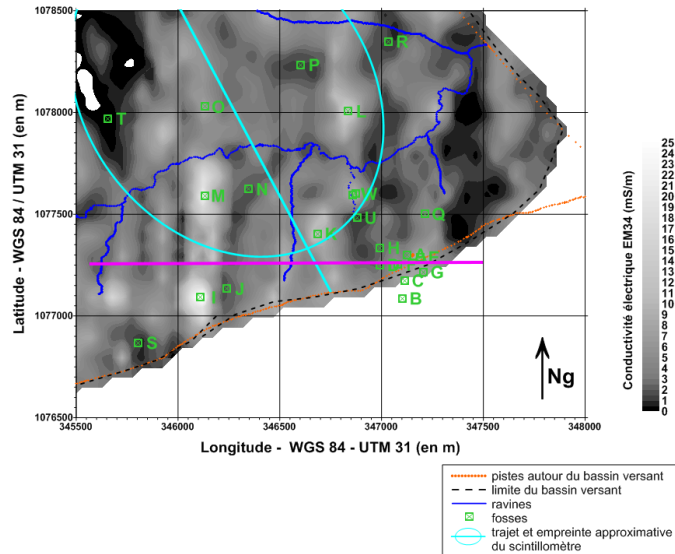 1078500
1078000
1077500
1077000
1076500
Latitude - WGS 84 / UTM 31 (en m)
R
P
O
L
T
M
N
W
U
Q
K
H
A
F
G
C
B
I
J
S
Ng
345500 346000 346500 347000 347500 348000
Longitude - WGS 84 - UTM 31 (en m)
Conductivité électrique EM34 (mS/m)
25
24
23
22
21
20
19
18
17
16
15
14
13
12
11
10
9
8
7
6
5
4
3
2
1
0
pistes autour du bassin versant
limite du bassin versant
ravines
fosses
trajet et empreinte approximative
du scintillomètre